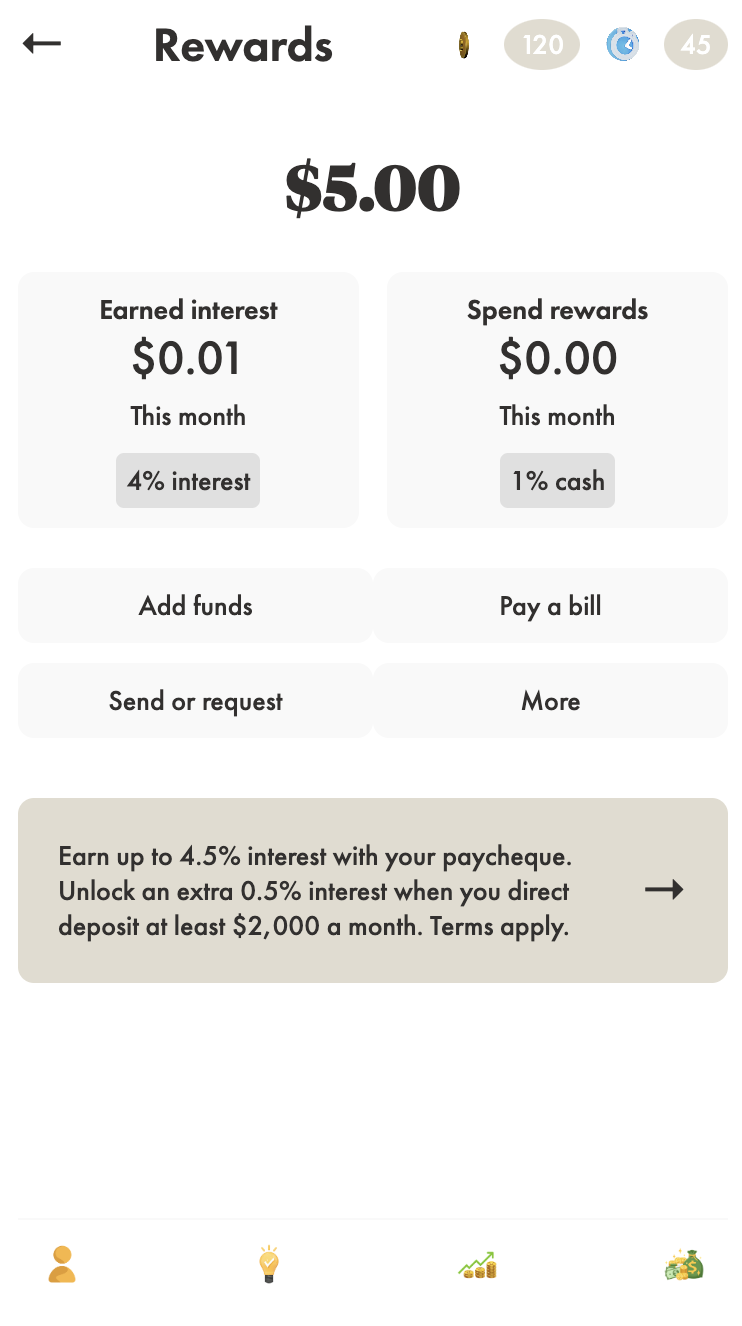 Rewards 120 45
$5.00
Earned interest
$0.01
This month
4% interest
Spend rewards
$0.00
This month
1% cash
Add funds
Pay a bill
Send or request
More
Earn up to 4.5% interest with your paycheque.
Unlock an extra 0.5% interest when you direct
deposit at least $2,000 a month. Terms apply.